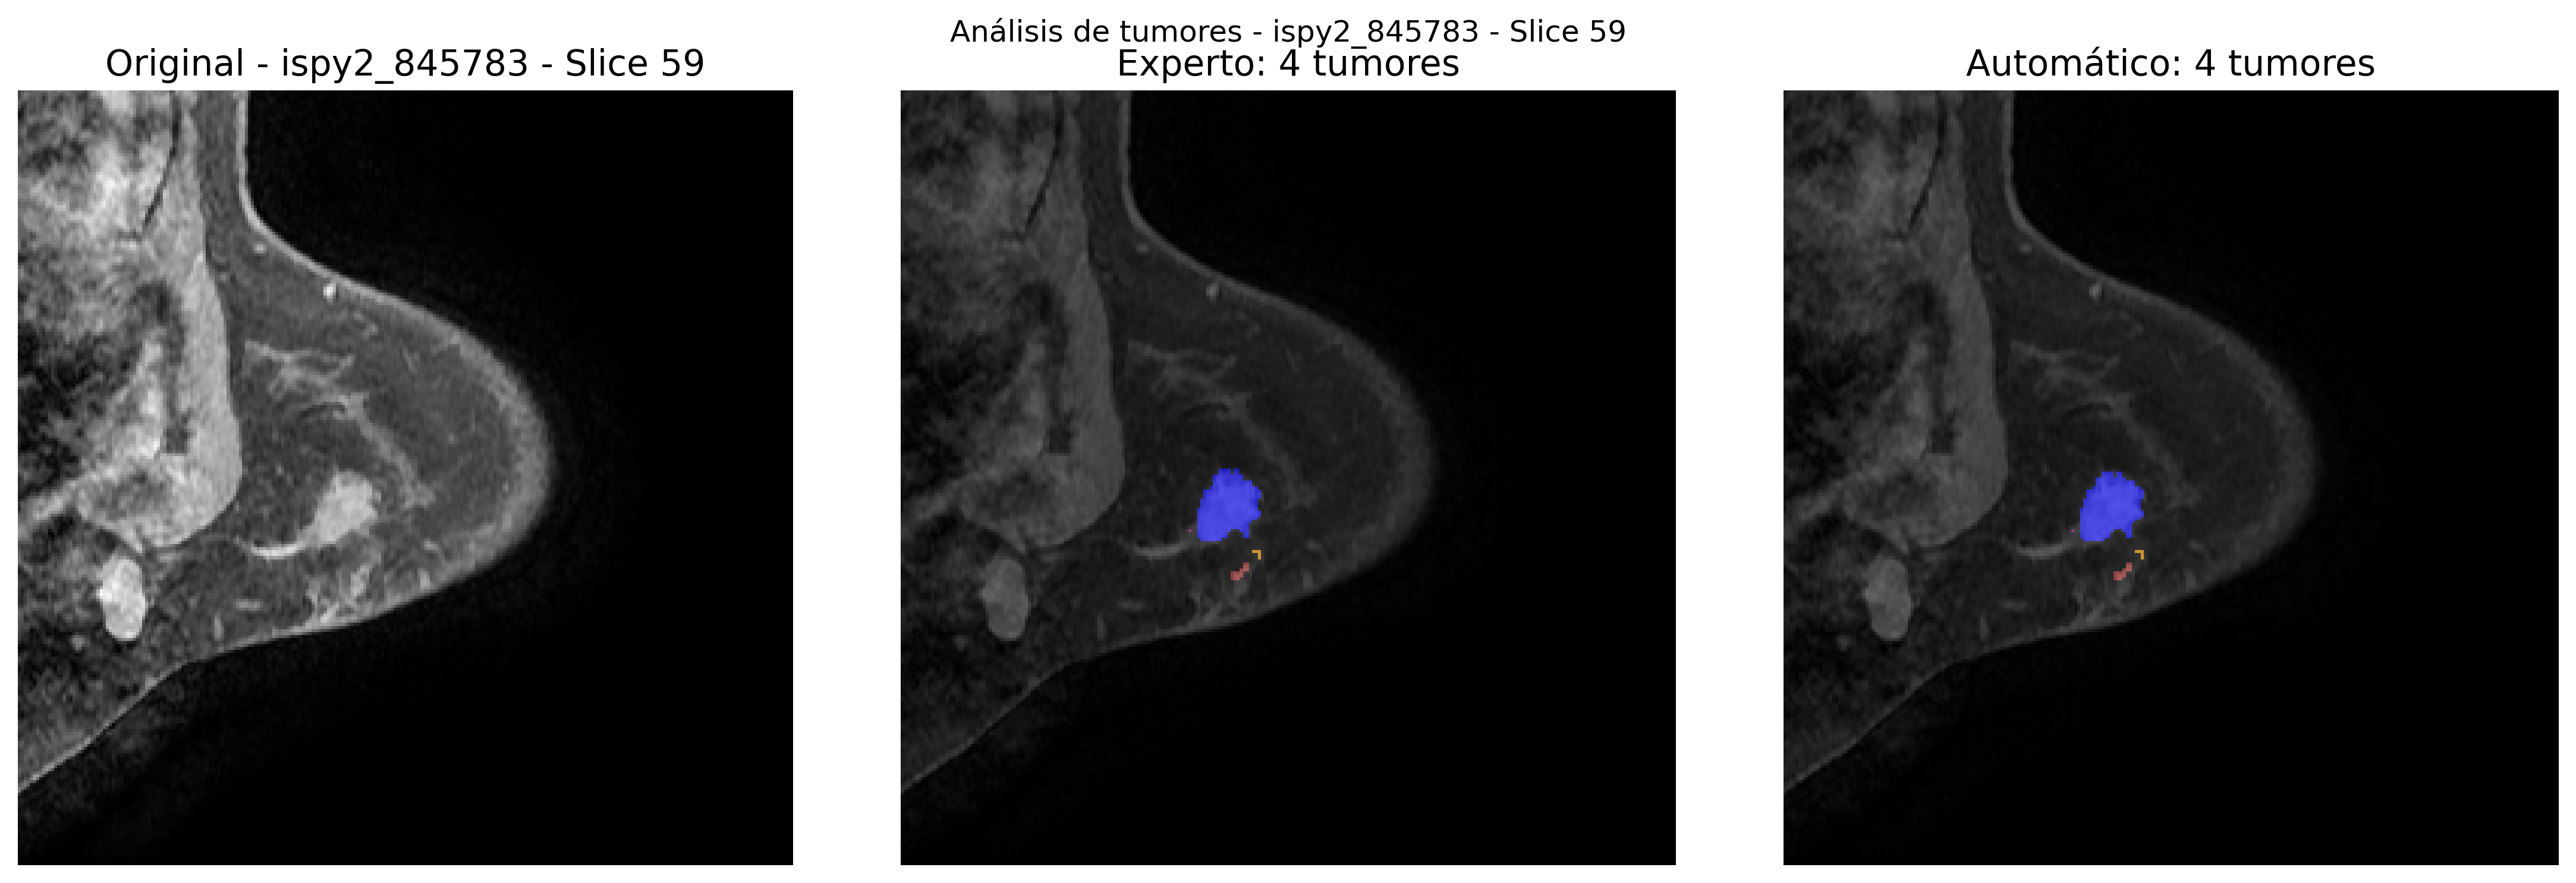 Análisis de tumores - ispy2_845783 - Slice 59
Original - ispy2_845783 - Slice 59
Experto: 4 tumores
Automático: 4 tumores